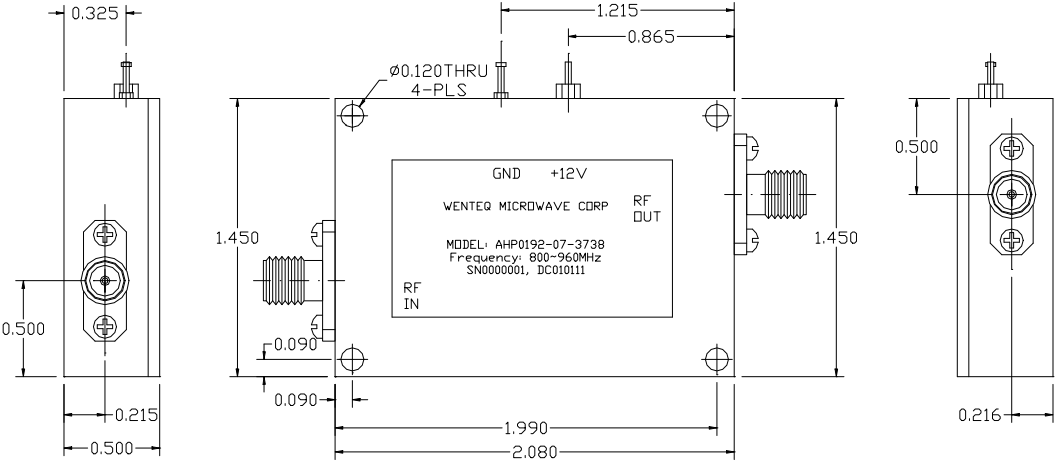 0.325
1.215
0.865
Ø0.120THRU
4-PLS
0.500
GND +12V
WENTEQ MICROWAVE CORP
RF
OUT
1.450
1.450
MODEL: AHP0192-07-3738
Frequency: 800~960MHz
SN0000001, DC010111
RF
IN
0.500
0.090
0.090
0.215
0.216
1.990
0.500
2.080